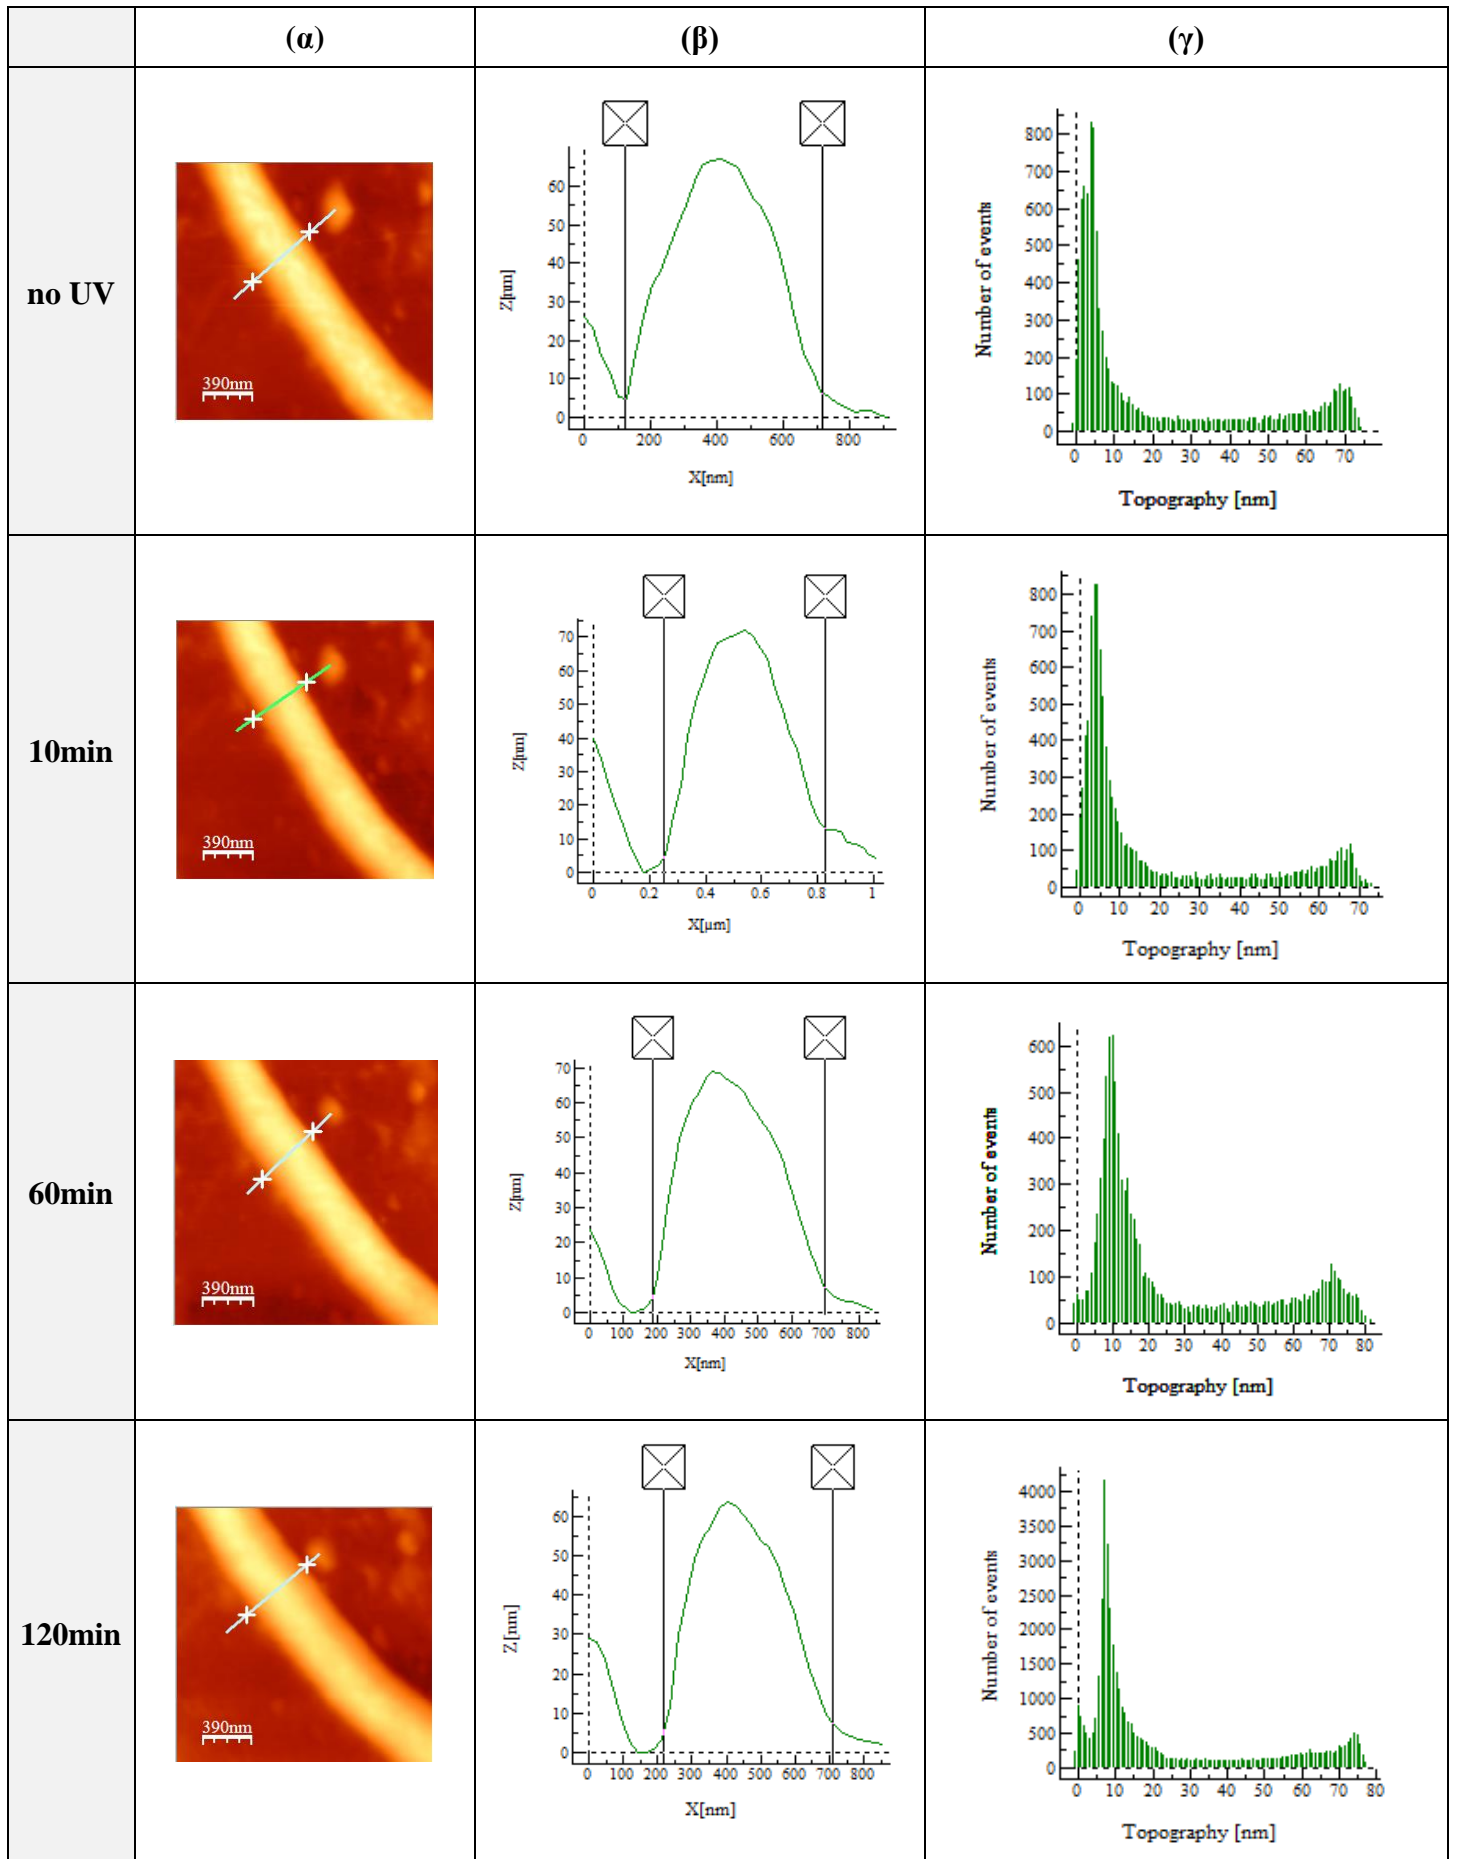 (α) (β) (γ)
no UV
390nm
60
50
40
30
20
10
0
Z[nm]
0 200 400 600 800
X[nm]
800
700
600
500
400
300
200
100
0
Number of events
0 10 20 30 40 50 60 70
Topography [nm]
10min
390nm
70
60
50
40
30
20
10
0
Z[nm]
0 0.2 0.4 0.6 0.8 1
X[µm]
800
700
600
500
400
300
200
100
0
Number of events
0 10 20 30 40 50 60 70
Topography [nm]
60min
390nm
70
60
50
40
30
20
10
0
Z[nm]
0 100 200 300 400 500 600 700 800
X[nm]
600
500
400
300
200
100
0
Number of events
0 10 20 30 40 50 60 70 80
Topography [nm]
120min
390nm
60
50
40
30
20
10
0
Z[nm]
0 100 200 300 400 500 600 700 800
X[nm]
4000
3500
3000
2500
2000
1500
1000
500
0
Number of events
0 10 20 30 40 50 60 70 80
Topography [nm]